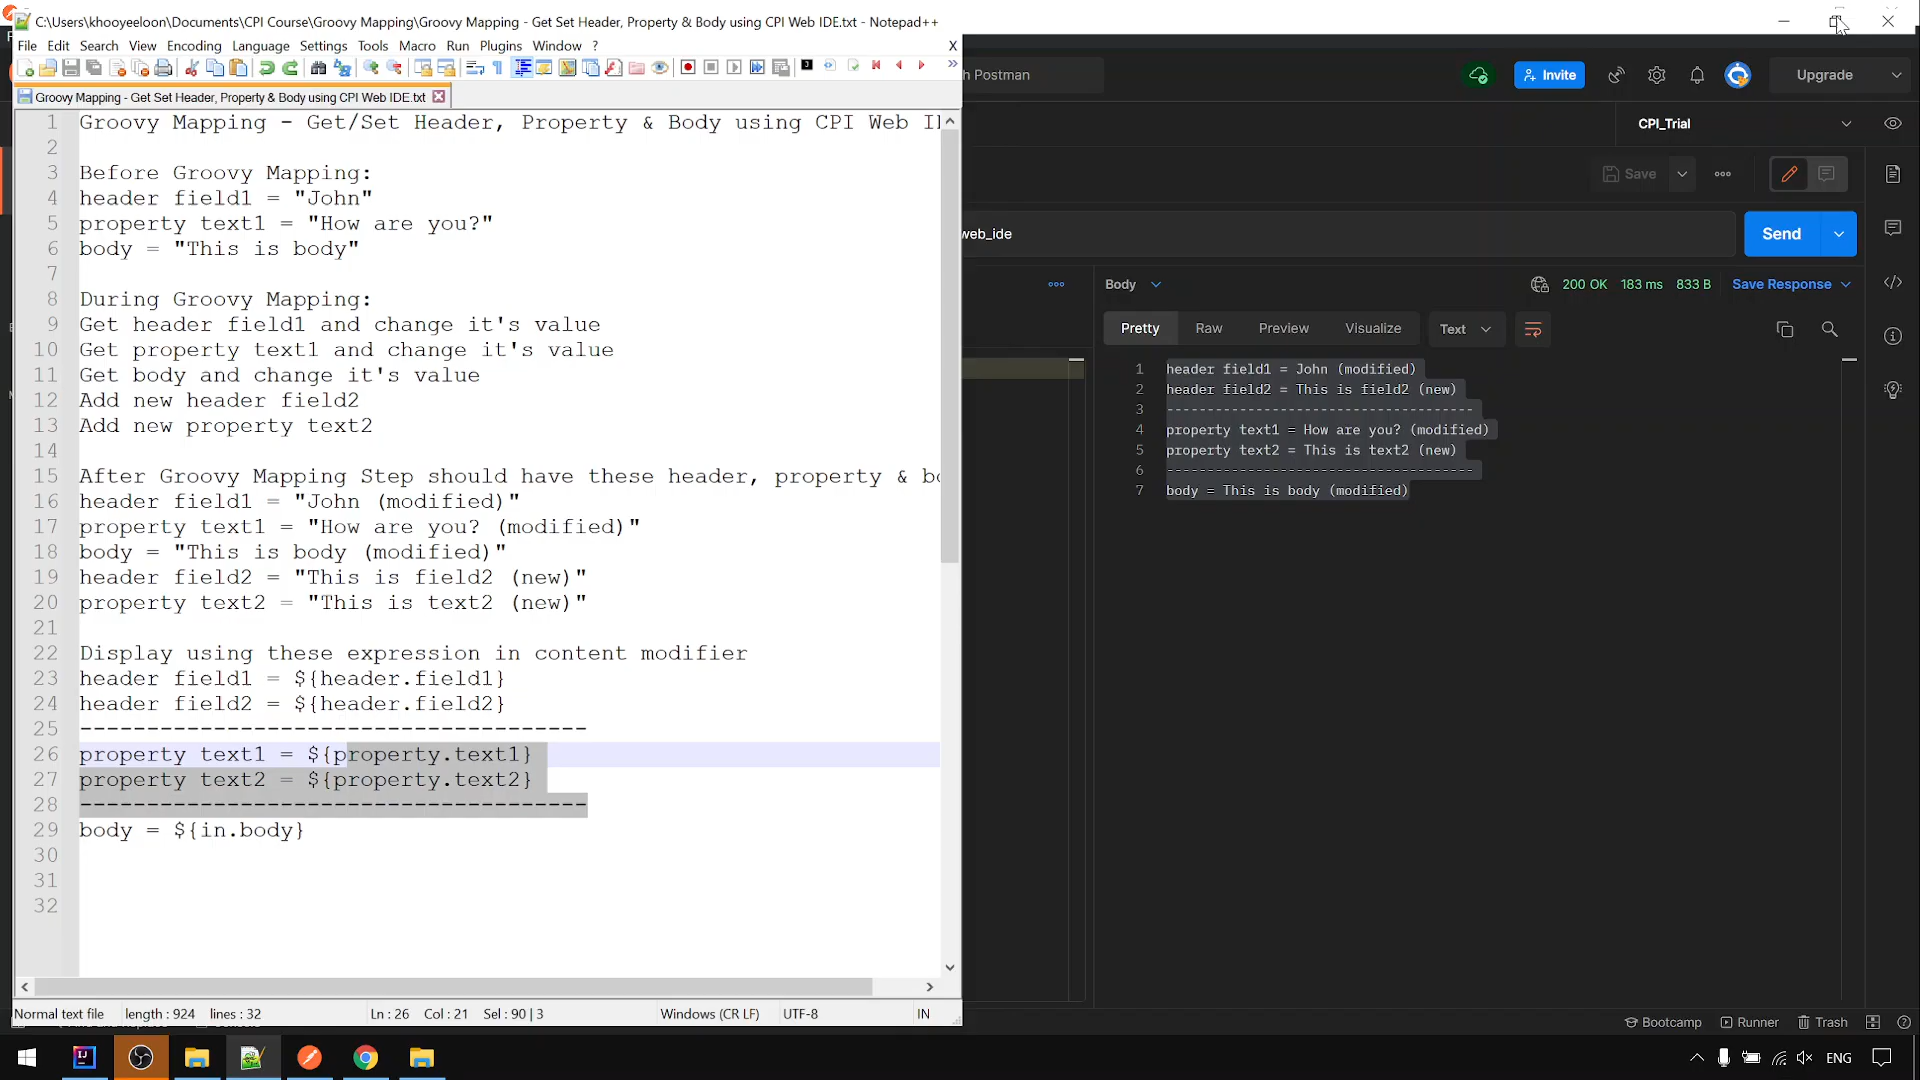 C:\Users\khooyeeloon\Documents\CPI Course\Groovy Mapping\Groovy Mapping - Get Set Header, Property & Body using CPI Web IDE.txt - Notepad++
File Edit Search View Encoding Language Settings Tools Macro Run Plugins Window ? X
Groovy Mapping - Get Set Header, Property & Body using CPI Web IDE.txt
1 Groovy Mapping - Get/Set Header, Property & Body using CPI Web
2
3 Before Groovy Mapping:
4 header field1 = "John"
5 property text1 = "How are you?"
6 body = "This is body"
7
8 During Groovy Mapping:
9 Get header field1 and change it's value
10 Get property text1 and change it's value
11 Get body and change it's value
12 Add new header field2
13 Add new property text2
14
15 After Groovy Mapping Step should have these header, property &
16 header field1 = "John (modified)"
17 property text1 = "How are you? (modified)"
18 body = "This is body (modified)"
19 header field2 = "This is field2 (new)"
20 property text2 = "This is text2 (new)"
21
22 Display using these expression in content modifier
23 header field1 = ${header.field1}
24 header field2 = ${header.field2}
25 --------------------------------------
26 property text1 = ${property.text1}
27 property text2 = ${property.text2}
28 --------------------------------------
29 body = ${in.body}
30
31
32
Normal text file length : 924 lines : 32 Ln : 26 Col : 21 Sel : 90 | 3 Windows (CR LF) UTF-8 IN
h Postman
Invite
Upgrade
CPI_Trial
Save
web_ide
Send
Body
200 OK 183 ms 833 B Save Response
Pretty Raw Preview Visualize Text
1 header field1 = John (modified)
2 header field2 = This is field2 (new)
3 --------------------------------------
4 property text1 = How are you? (modified)
5 property text2 = This is text2 (new)
6 --------------------------------------
7 body = This is body (modified)
Bootcamp Runner Trash
ENG